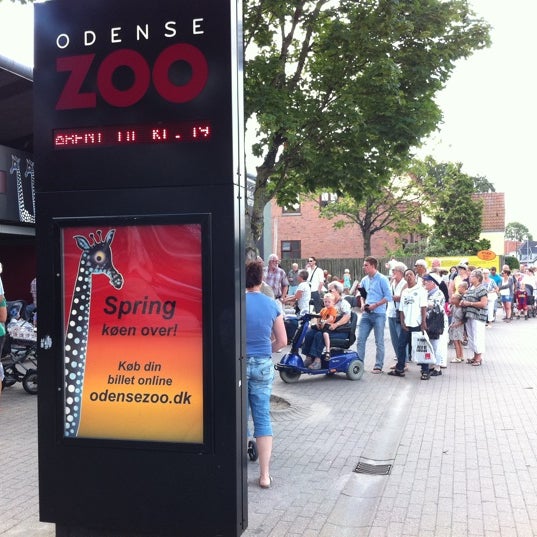 ODENSE
ZOO
ÅBENT TIL KL. 19
Spring
køen over!
Køb din
billet online
odensezoo.dk